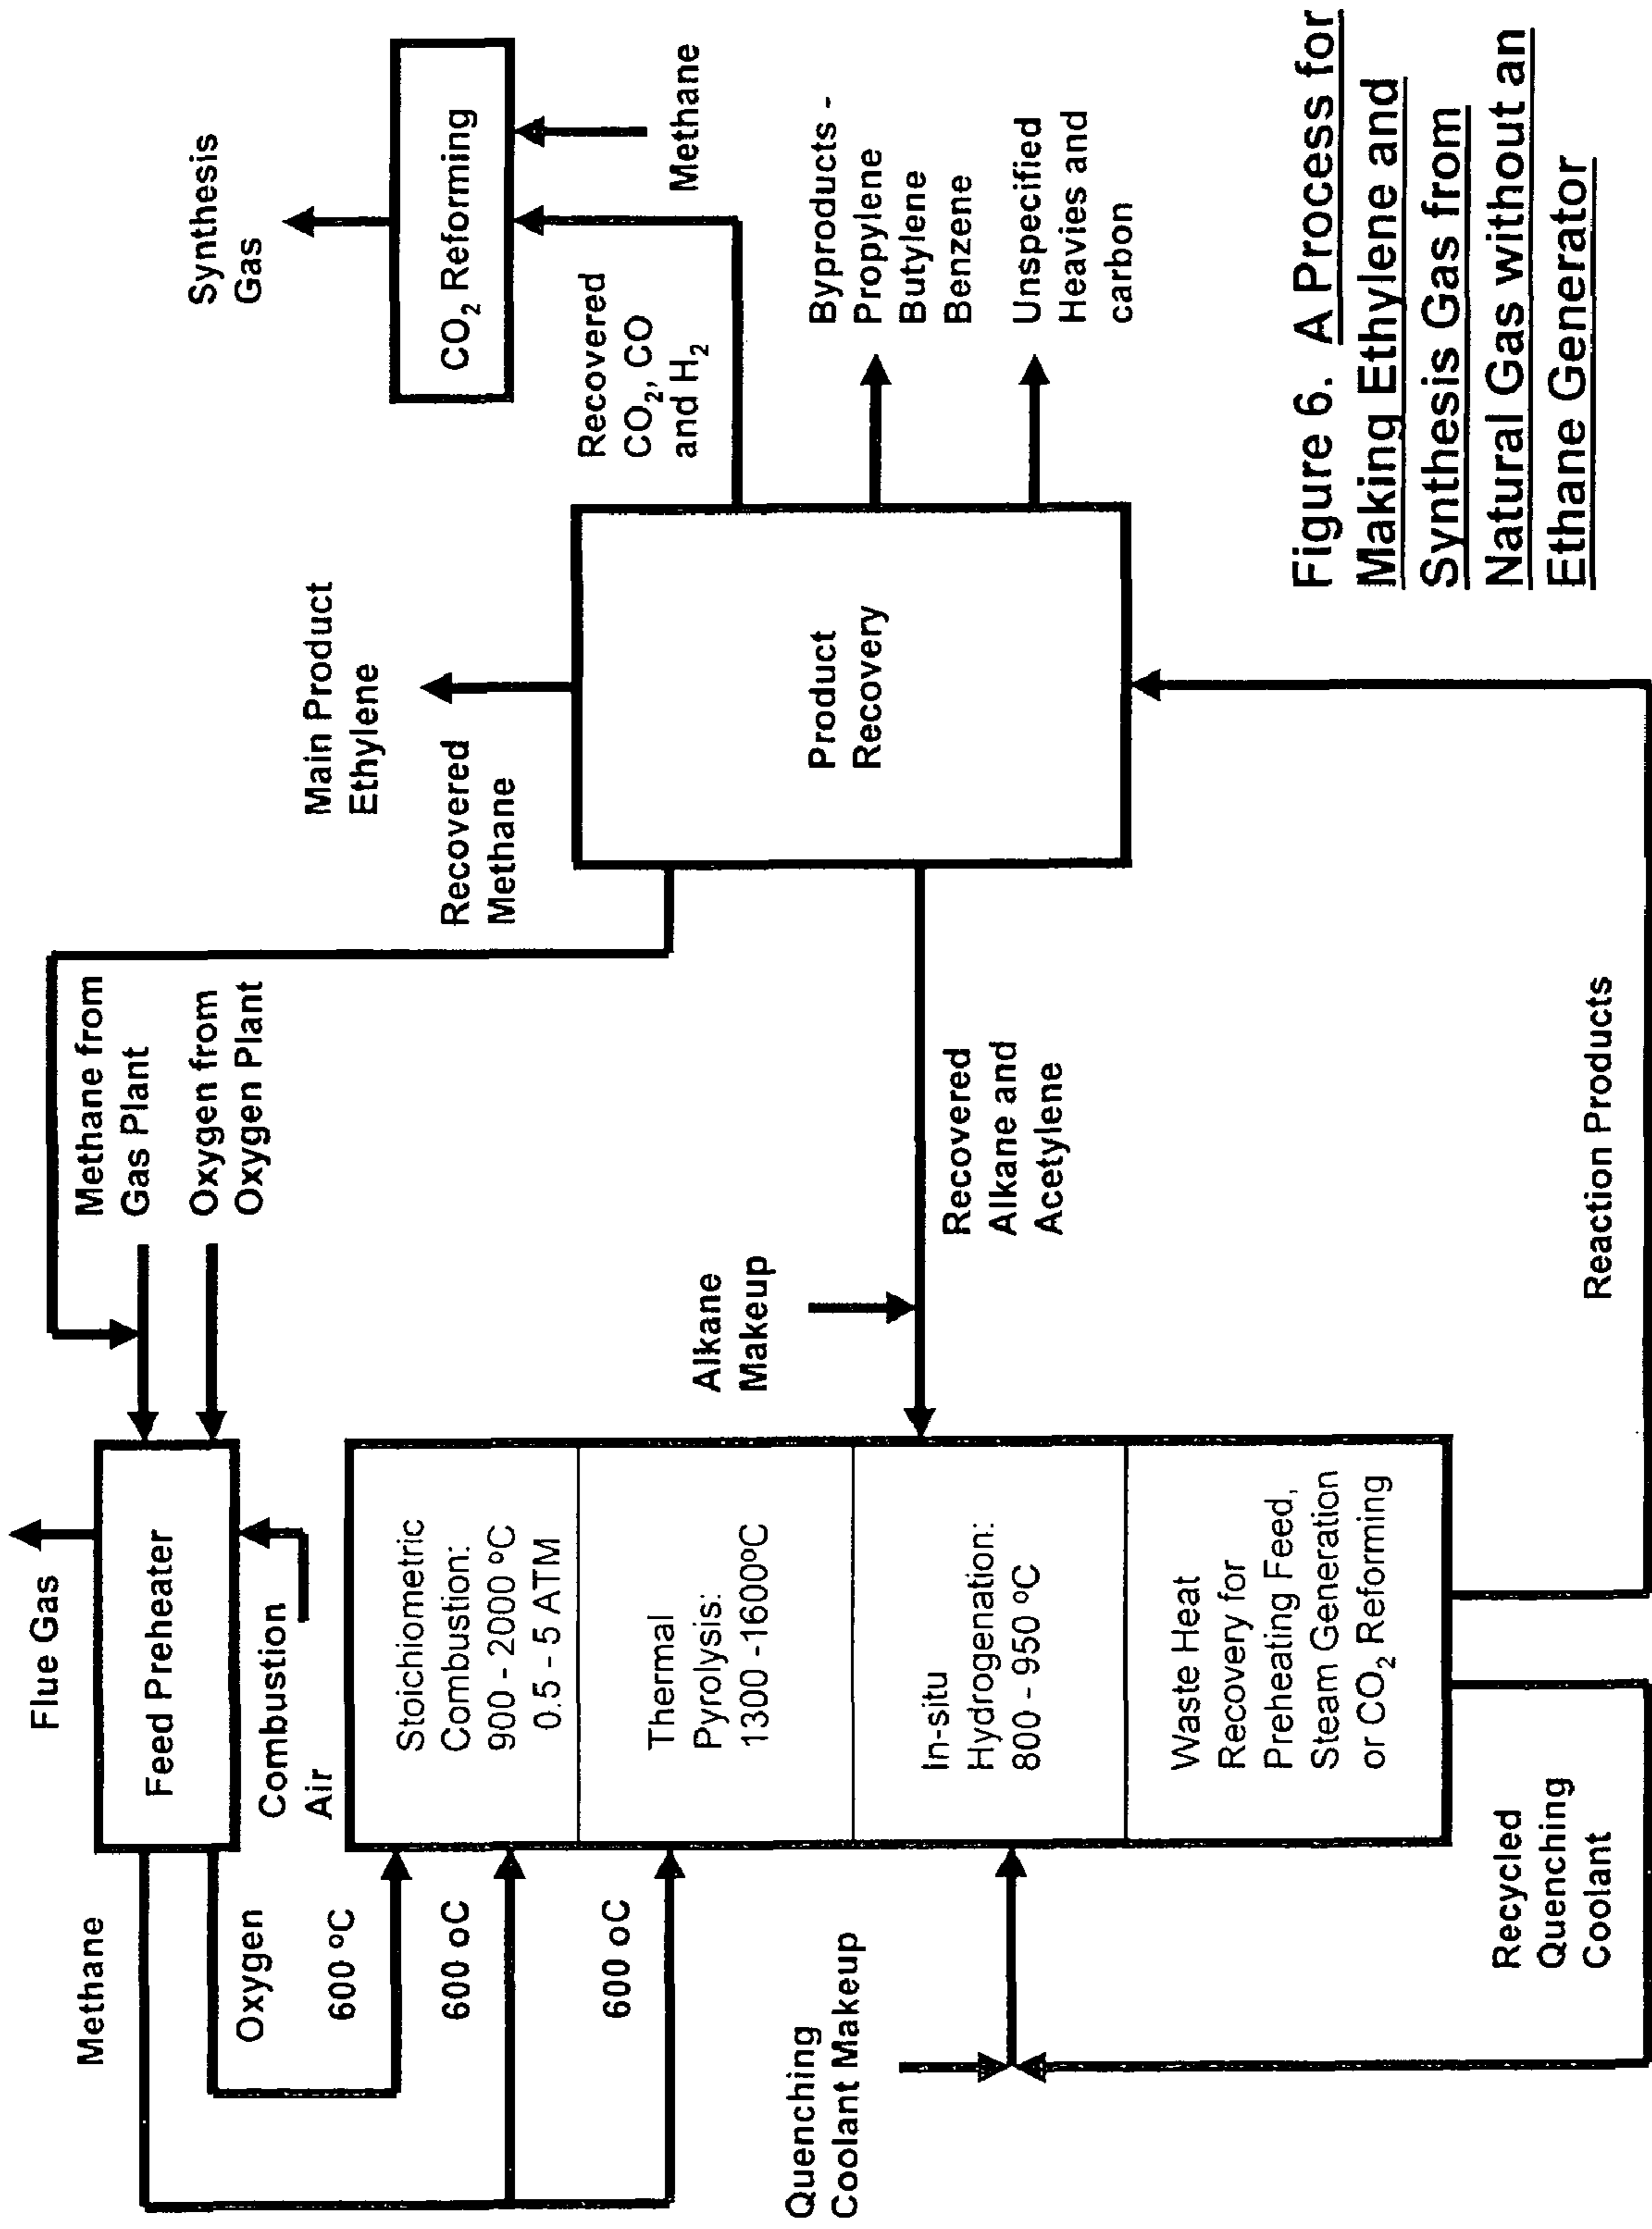 Flue Gas
Methane
Feed Preheater
Methane from
Gas Plant
Oxygen from
Oxygen Plant
Oxygen
Combustion
Air
600 ºC
600 oC
600 oC
Stoichiometric
Combustion:
900 - 2000 ºC
0.5 - 5 ATM
Thermal
Pyrolysis:
1300 -1600ºC
In-situ
Hydrogenation:
800 - 950 ºC
Waste Heat
Recovery for
Preheating Feed,
Steam Generation
or CO2 Reforming
Quenching
Coolant Makeup
Recycled
Quenching
Coolant
Alkane
Makeup
Recovered
Alkane and
Acetylene
Reaction Products
Recovered
Methane
Main Product
Ethylene
Product
Recovery
Synthesis
Gas
CO2 Reforming
Methane
Recovered
CO2, CO
and H2
Byproducts -
Propylene
Butylene
Benzene
Unspecified
Heavies and
carbon
Figure 6. A Process for
Making Ethylene and
Synthesis Gas from
Natural Gas without an
Ethane Generator